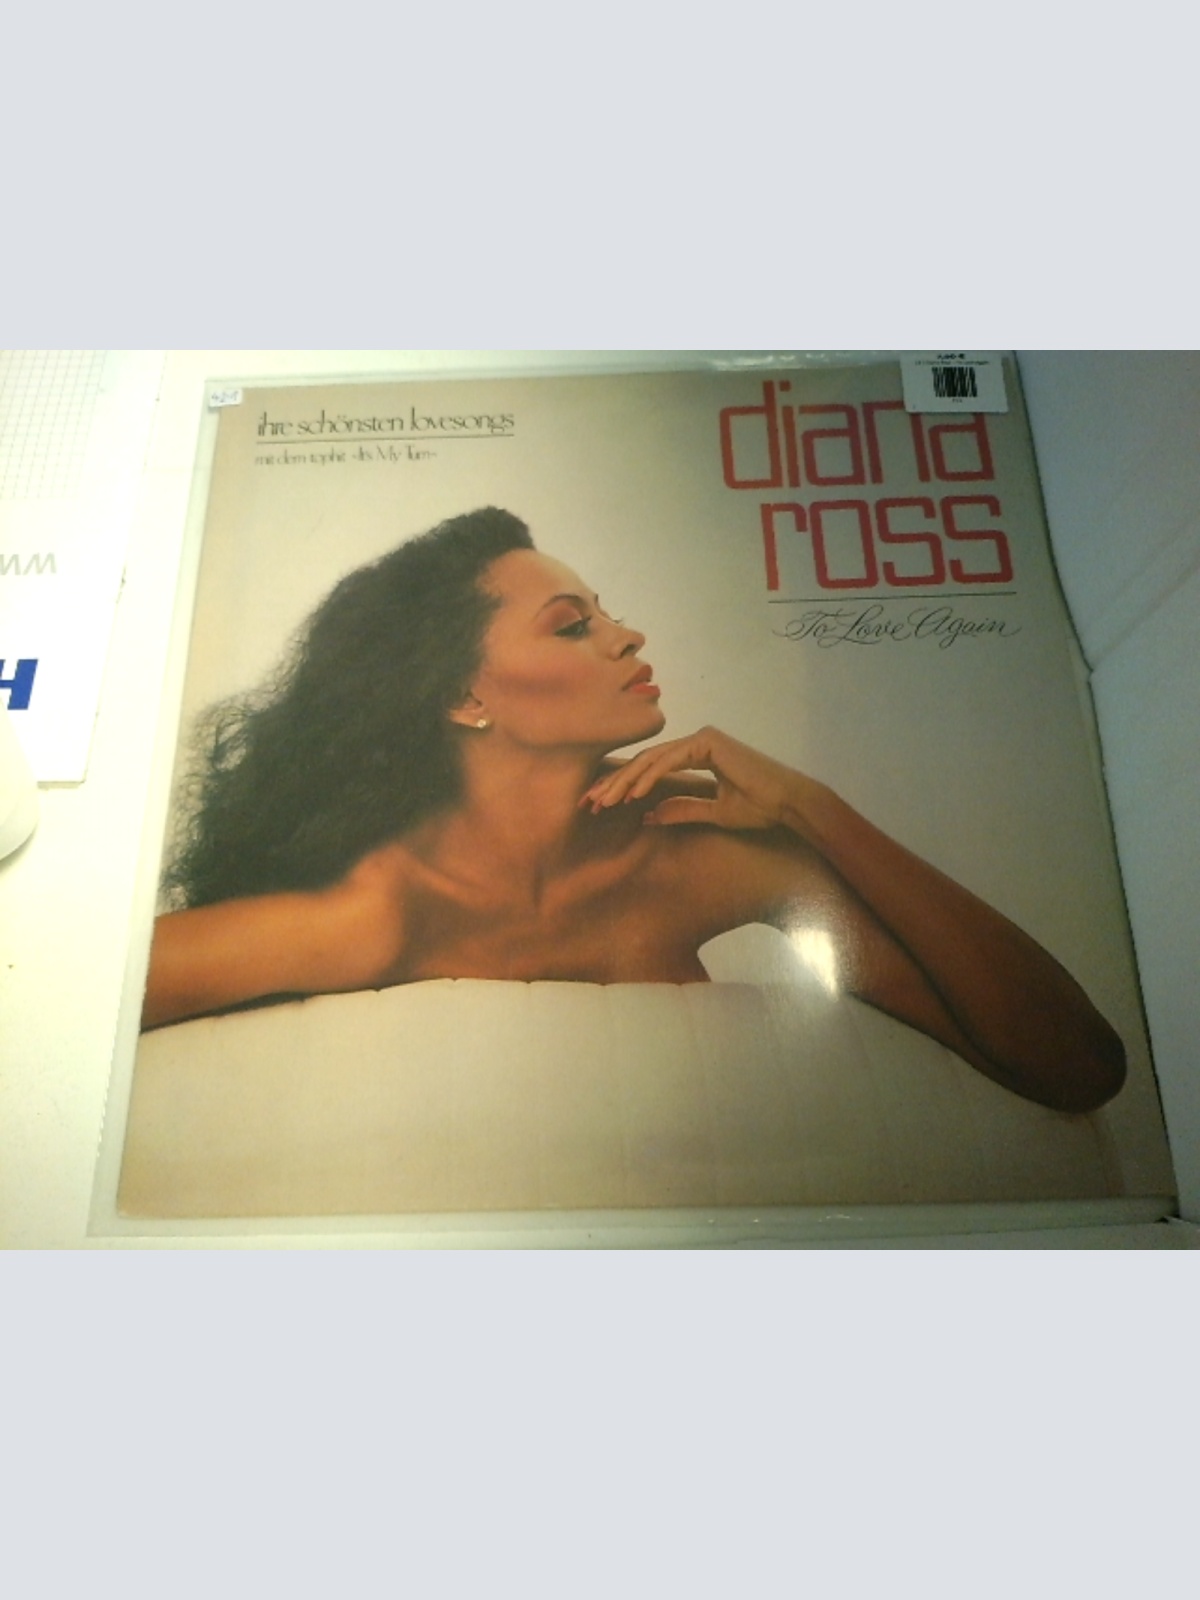 ihre schönsten lovesongs
mit dem tophit »It's My Turn«
diana
ross
To Love Again
H